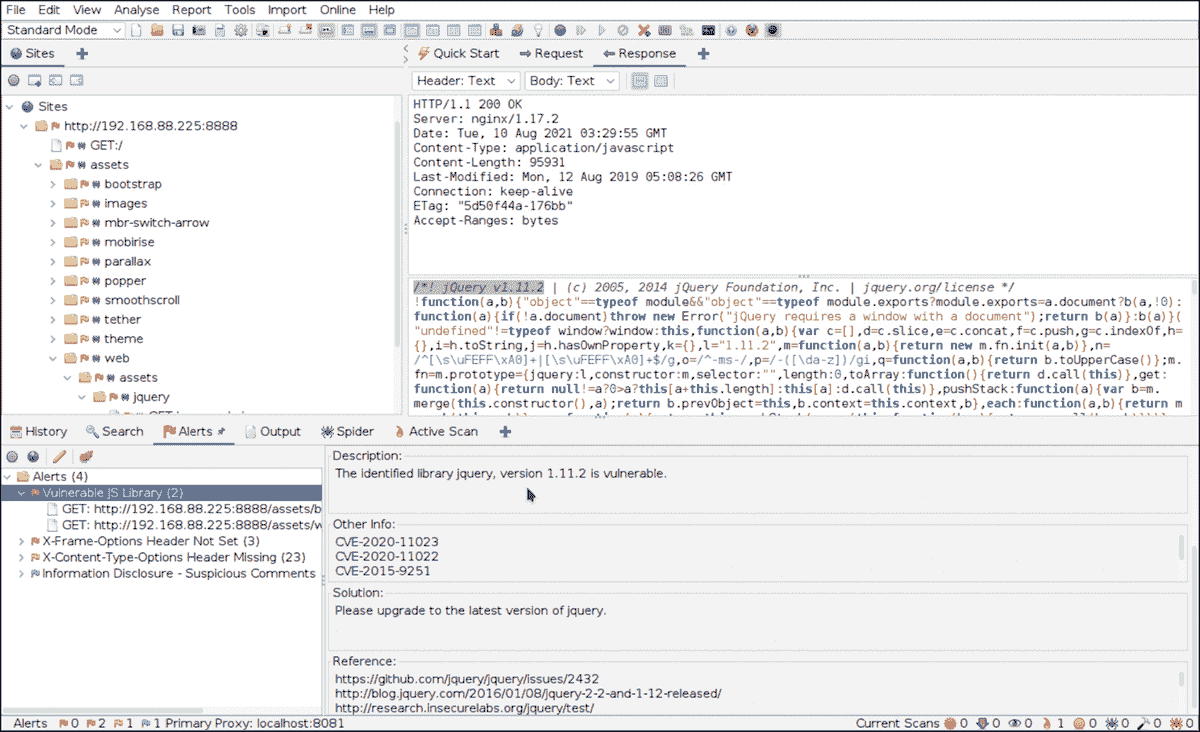 File Edit View Analyse Report Tools Import Online Help
Standard Mode
Sites
Quick Start Request Response
Header: Text Body: Text
Sites
http://192.168.88.225:8888
GET:/
assets
bootstrap
images
mbr-switch-arrow
mobirise
parallax
popper
smoothscroll
tether
theme
web
assets
jquery
HTTP/1.1 200 OK
Server: nginx/1.17.2
Date: Tue, 10 Aug 2021 03:29:55 GMT
Content-Type: application/javascript
Content-Length: 95931
Last-Modified: Mon, 12 Aug 2019 05:08:26 GMT
Connection: keep-alive
ETag: "5d50f44a-176bb"
Accept-Ranges: bytes
/*! jQuery v1.11.2 | (c) 2005, 2014 jQuery Foundation, Inc. | jquery.org/license */
!function(a,b){"object"==typeof module&&"object"==typeof module.exports?module.exports=a.document?b(a,!0):
function(a){if(!a.document)throw new Error("jQuery requires a window with a document");return b(a)}:b(a)}(
"undefined"!=typeof window?window:this,function(a,b){var c=[],d=c.slice,e=c.concat,f=c.push,g=c.indexOf,h=
{},i=h.toString,j=h.hasOwnProperty,k={},l="1.11.2",m=function(a,b){return new m.fn.init(a,b)},n=
/^[\s\uFEFF\xA0]+|[\s\uFEFF\xA0]+$/g,o=/^-ms-/,p=/-([\da-z])/gi,q=function(a,b){return b.toUpperCase()};m.
fn=m.prototype={jquery:l,constructor:m,selector:"",length:0,toArray:function(){return d.call(this)},get:
function(a){return null!=a?0>a?this[a+this.length]:this[a]:d.call(this)},pushStack:function(a){var b=m.
merge(this.constructor(),a);return b.prevObject=this,b.context=this.context,b},each:function(a,b){return m
History Search Alerts Output Spider Active Scan
Alerts (4)
Vulnerable JS Library (2)
GET: http://192.168.88.225:8888/assets/b
GET: http://192.168.88.225:8888/assets/w
X-Frame-Options Header Not Set (3)
X-Content-Type-Options Header Missing (23)
Information Disclosure - Suspicious Comments
Description:
The identified library jquery, version 1.11.2 is vulnerable.
Other Info:
CVE-2020-11023
CVE-2020-11022
CVE-2015-9251
Solution:
Please upgrade to the latest version of jquery.
Reference:
https://github.com/jquery/jquery/issues/2432
http://blog.jquery.com/2016/01/08/jquery-2-2-and-1-12-released/
http://research.insecurelabs.org/jquery/test/
Alerts 0 2 1 1 Primary Proxy: localhost:8081 Current Scans 0 0 0 1 0 0 0 0